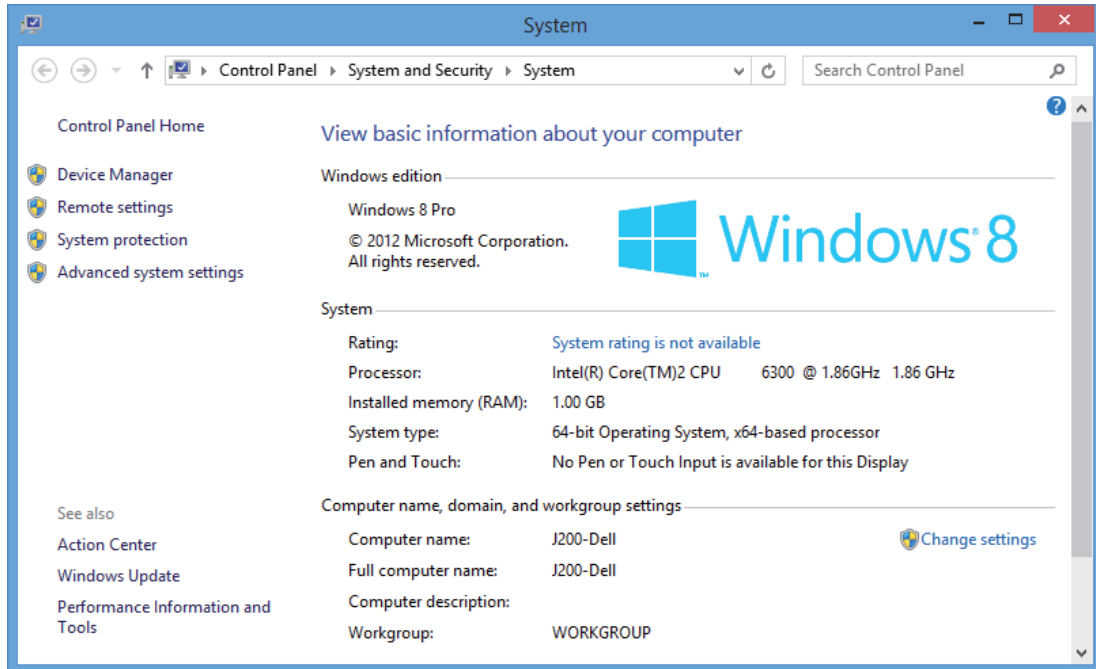 System
Control Panel System and Security System
Search Control Panel
Control Panel Home
Device Manager
Remote settings
System protection
Advanced system settings
See also
Action Center
Windows Update
Performance Information and
Tools
View basic information about your computer
Windows edition
Windows 8 Pro
© 2012 Microsoft Corporation.
All rights reserved.
Windows® 8
TM
System
Rating: System rating is not available
Processor: Intel(R) Core(TM)2 CPU 6300 @ 1.86GHz 1.86 GHz
Installed memory (RAM): 1.00 GB
System type: 64-bit Operating System, x64-based processor
Pen and Touch: No Pen or Touch Input is available for this Display
Computer name, domain, and workgroup settings
Computer name: J200-Dell Change settings
Full computer name: J200-Dell
Computer description:
Workgroup: WORKGROUP